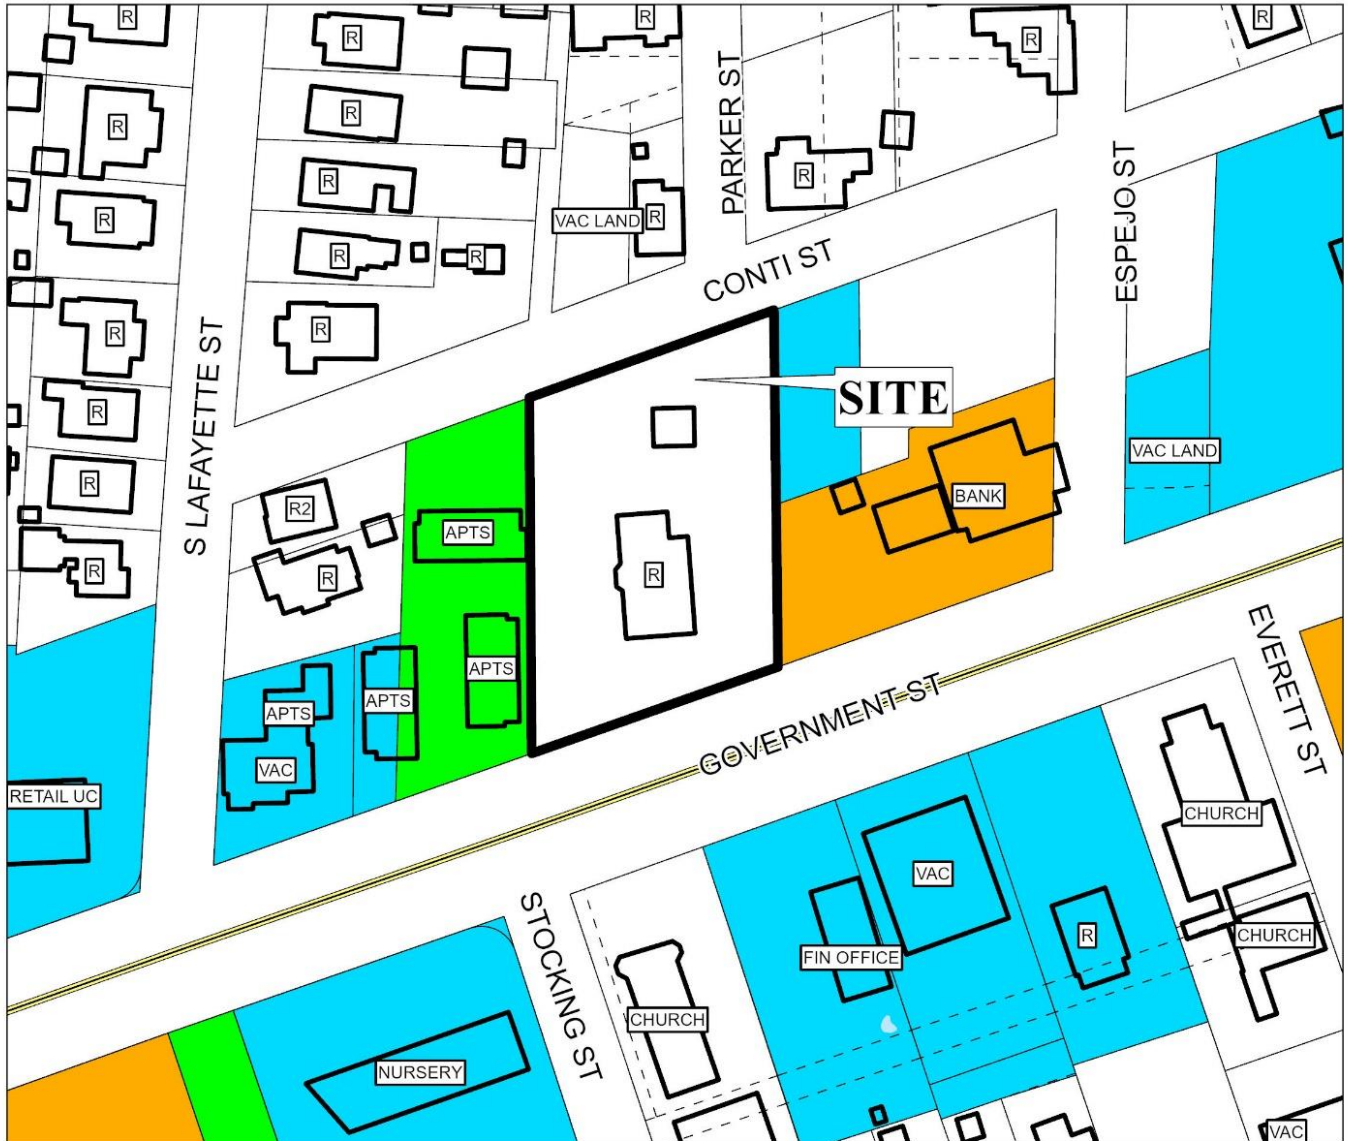 R
R
R
R
R
R
R
R
R
PARKER ST
R
R
VAC LAND
R
ESPEJO ST
R
R
CONTI ST
R
R
S LAFAYETTE ST
SITE
R
VAC LAND
R
BANK
R2
APTS
R
R
R
EVERETT ST
APTS
APTS
APTS
GOVERNMENT ST
VAC
RETAIL UC
CHURCH
VAC
STOCKING ST
R
CHURCH
FIN OFFICE
CHURCH
NURSERY
VAC